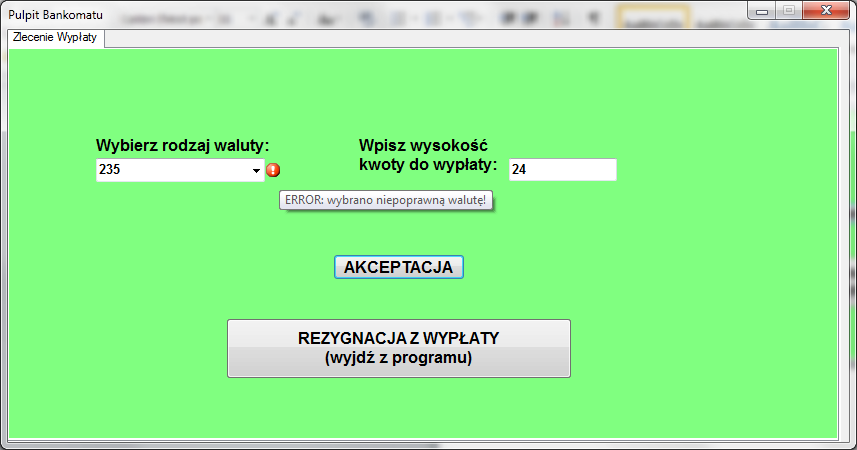 Pulpit Bankomatu
Zlecenie Wypłaty
Wybierz rodzaj waluty:
235
Wpisz wysokość
kwoty do wypłaty:
24
ERROR: wybrano niepoprawną walutę!
AKCEPTACJA
REZYGNACJA Z WYPŁATY
(wyjdź z programu)